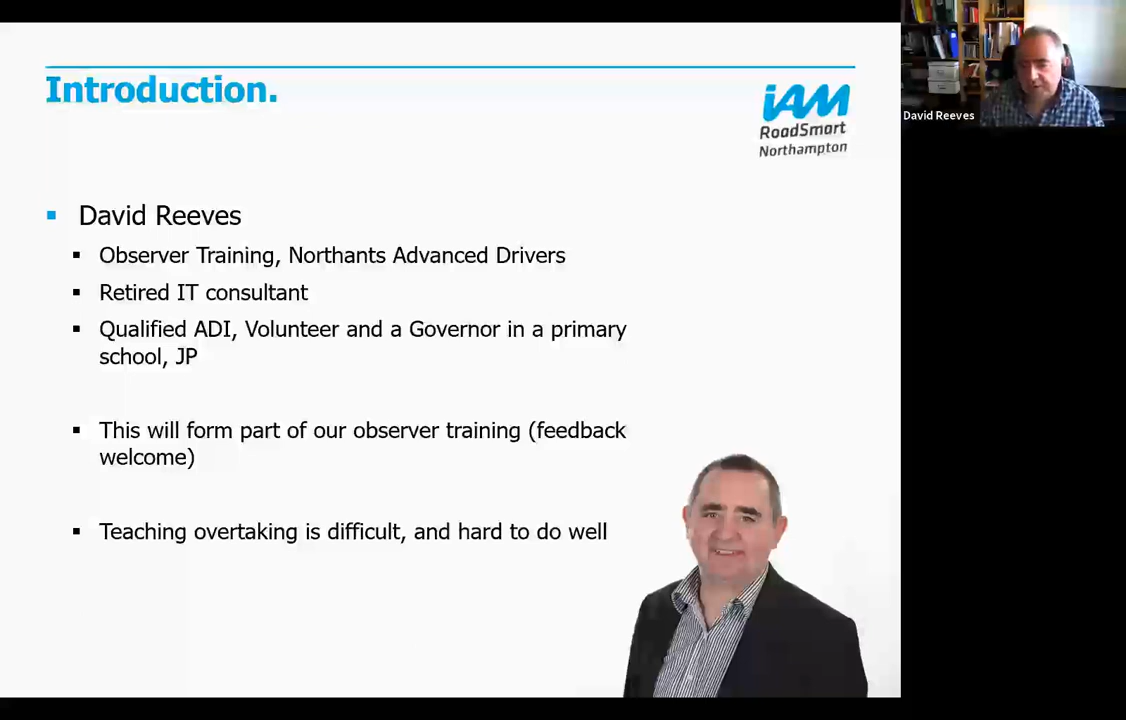 Introduction.
iAM
RoadSmart
Northampton
David Reeves
David Reeves
Observer Training, Northants Advanced Drivers
Retired IT consultant
Qualified ADI, Volunteer and a Governor in a primary
school, JP
This will form part of our observer training (feedback
welcome)
Teaching overtaking is difficult, and hard to do well